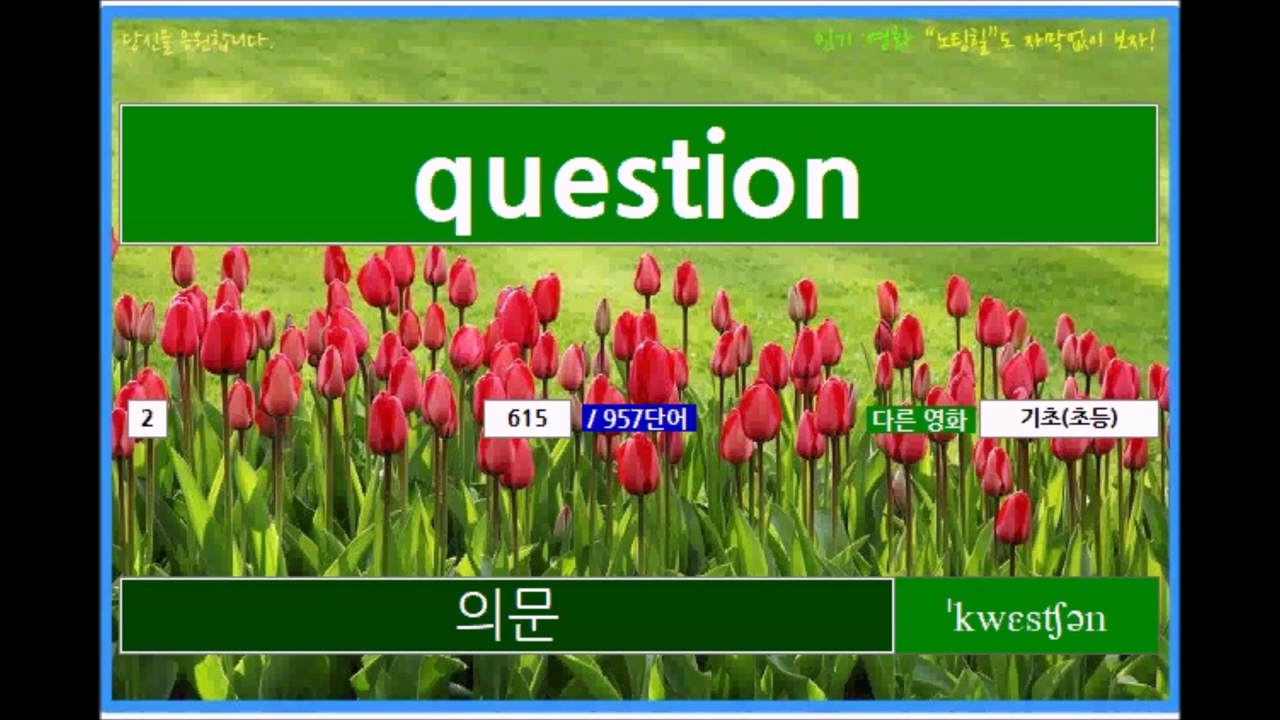 당신을 응원합니다.
인기 영화 "노팅힐"도 자막없이 보자!
question
2
615
/ 957단어
다른 영화
기초(초등)
의문
ˈkwɛstʃən